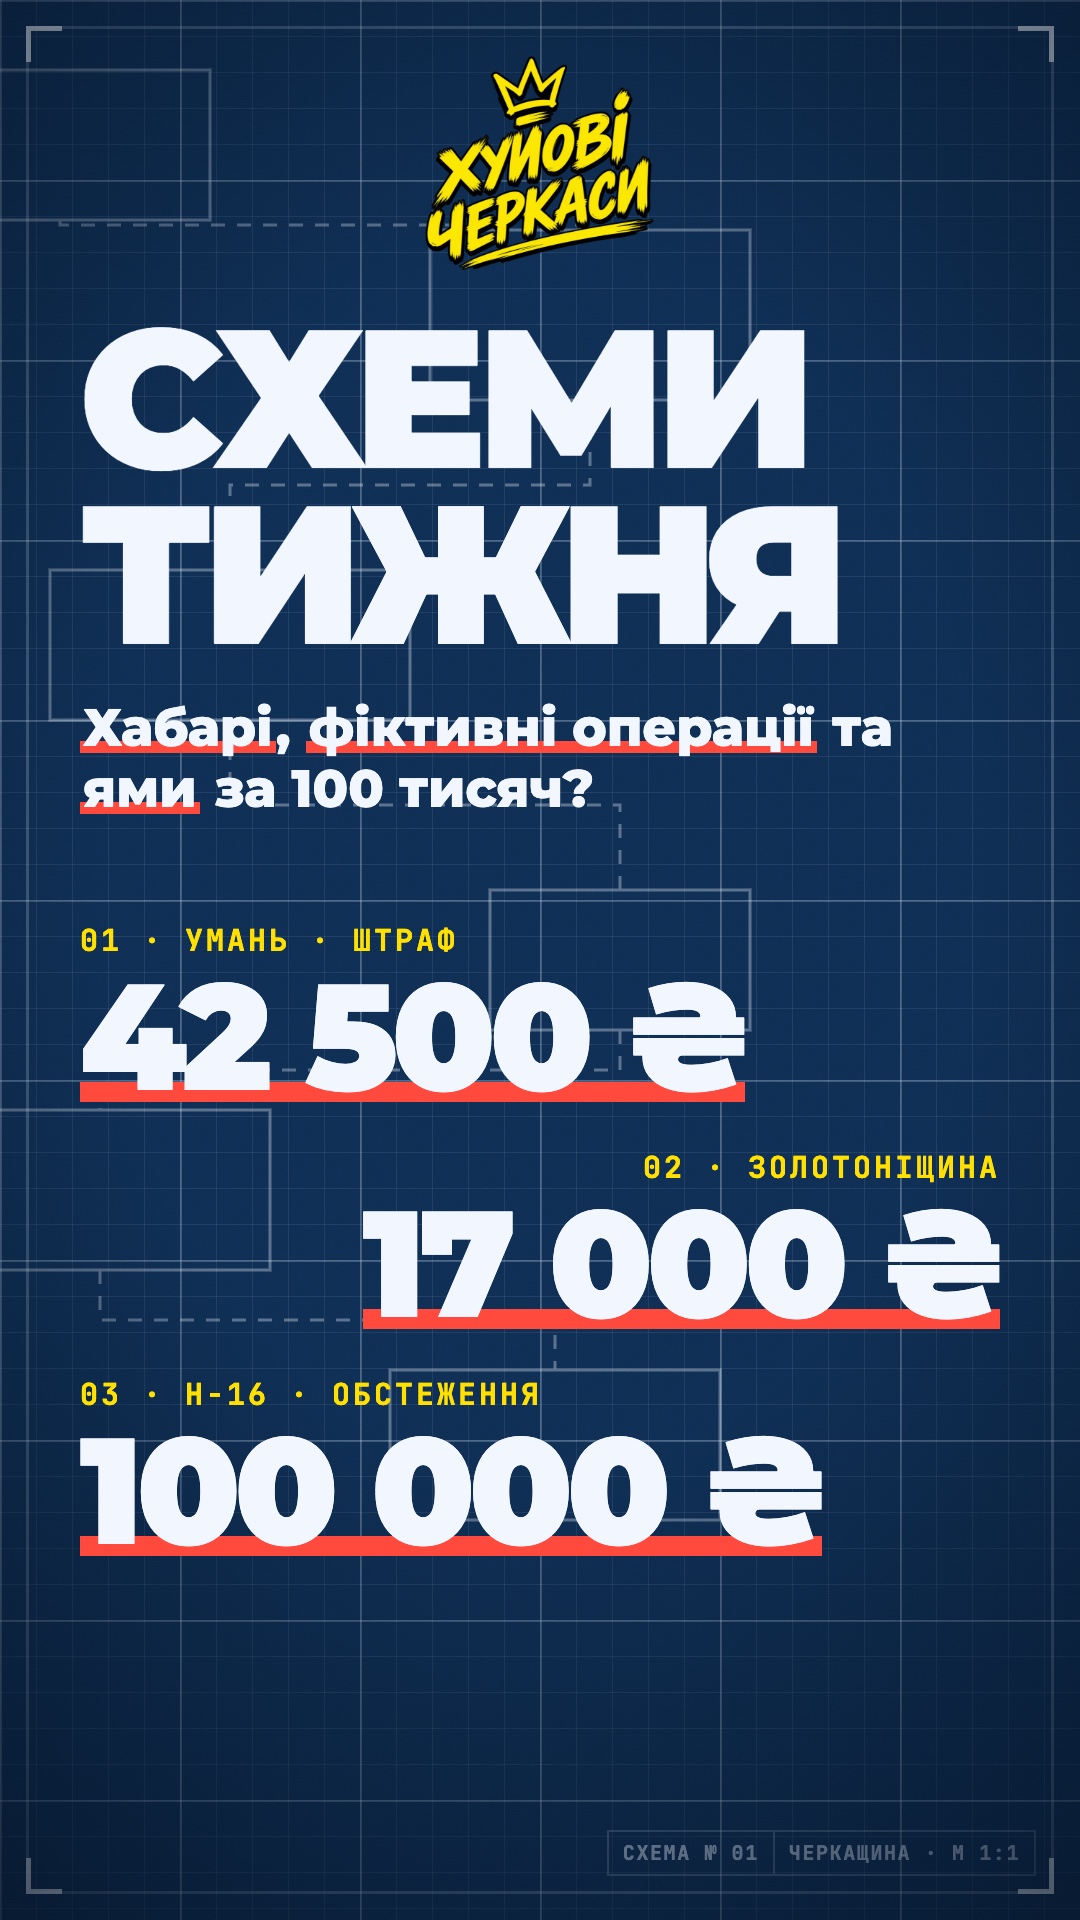 ХУЙОВІ
ЧЕРКАСИ
СХЕМИ
ТИЖНЯ
Хабарі, фіктивні операції та
ями за 100 тисяч?
01 · УМАНЬ · ШТРАФ
42 500 ₴
02 · ЗОЛОТОНІЩИНА
17 000 ₴
03 · Н-16 · ОБСТЕЖЕННЯ
100 000 ₴
СХЕМА № 01 ЧЕРКАЩИНА · М 1:1